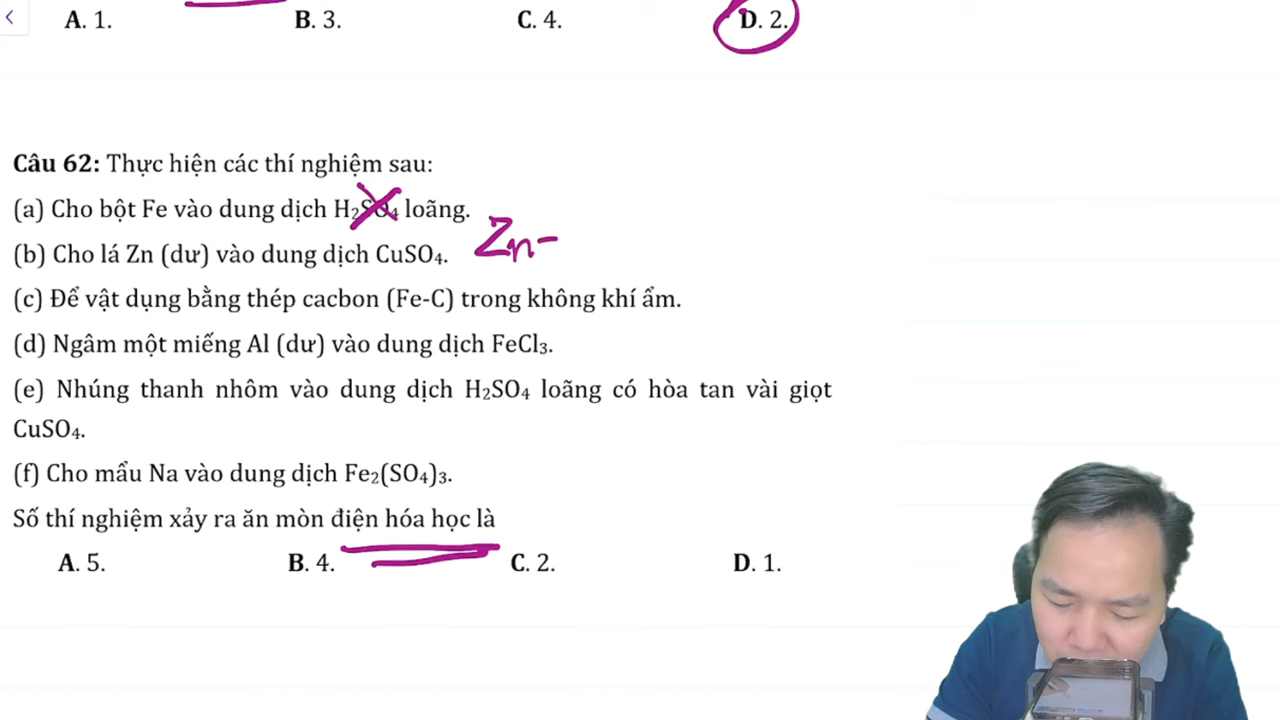 A. 1. B. 3. C. 4. D. 2.
Câu 62: Thực hiện các thí nghiệm sau:
(a) Cho bột Fe vào dung dịch H₂SO₄ loãng.
(b) Cho lá Zn (dư) vào dung dịch CuSO₄. Zn-
(c) Để vật dụng bằng thép cacbon (Fe-C) trong không khí ẩm.
(d) Ngâm một miếng Al (dư) vào dung dịch FeCl₃.
(e) Nhúng thanh nhôm vào dung dịch H₂SO₄ loãng có hòa tan vài giọt
CuSO₄.
(f) Cho mẩu Na vào dung dịch Fe₂(SO₄)₃.
Số thí nghiệm xảy ra ăn mòn điện hóa học là
A. 5. B. 4. C. 2. D. 1.